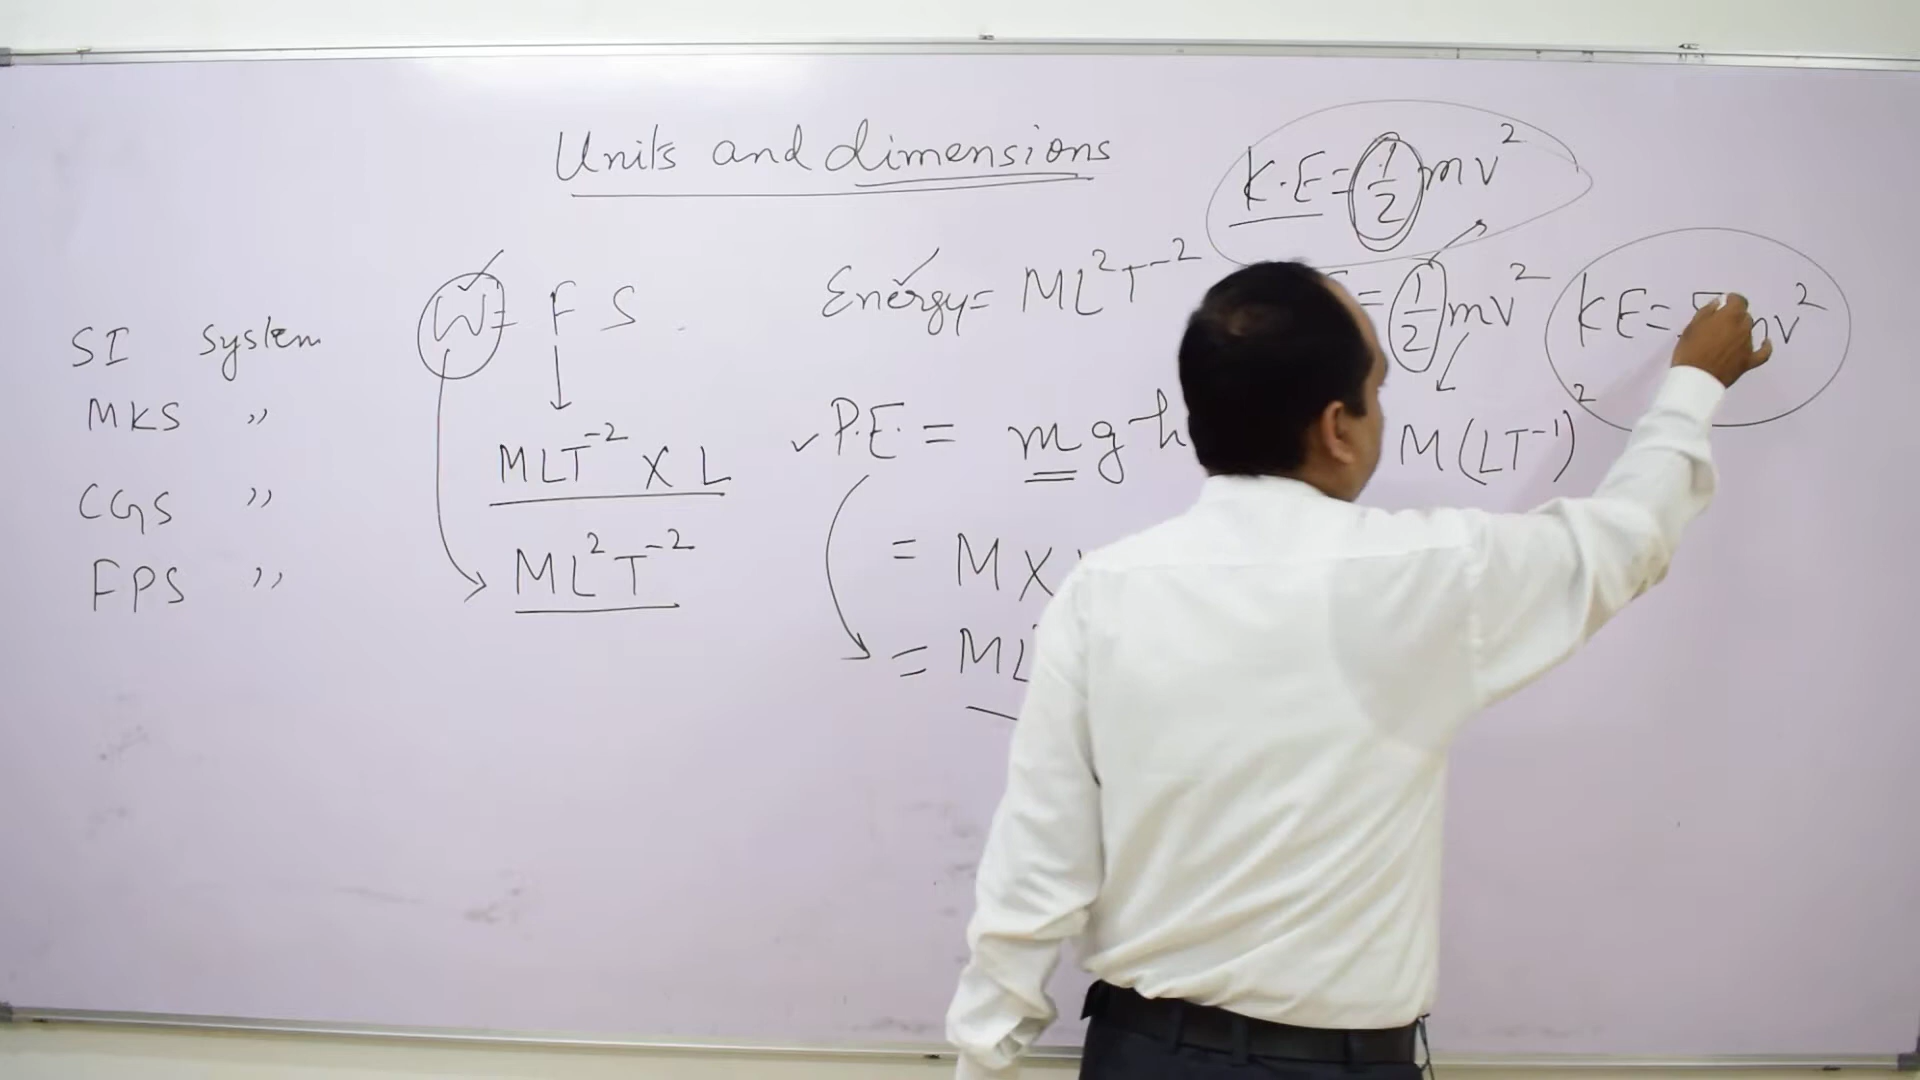 Units and dimensions
K.E = 1/2 mv²
SI system
MKS "
CGS "
FPS "
W = F S
MLT⁻² X L
ML²T⁻²
Energy = ML²T⁻²
P.E. = mgh
= M X
= ML
= 1/2 mv²
M(LT⁻¹)²
KE = mv²